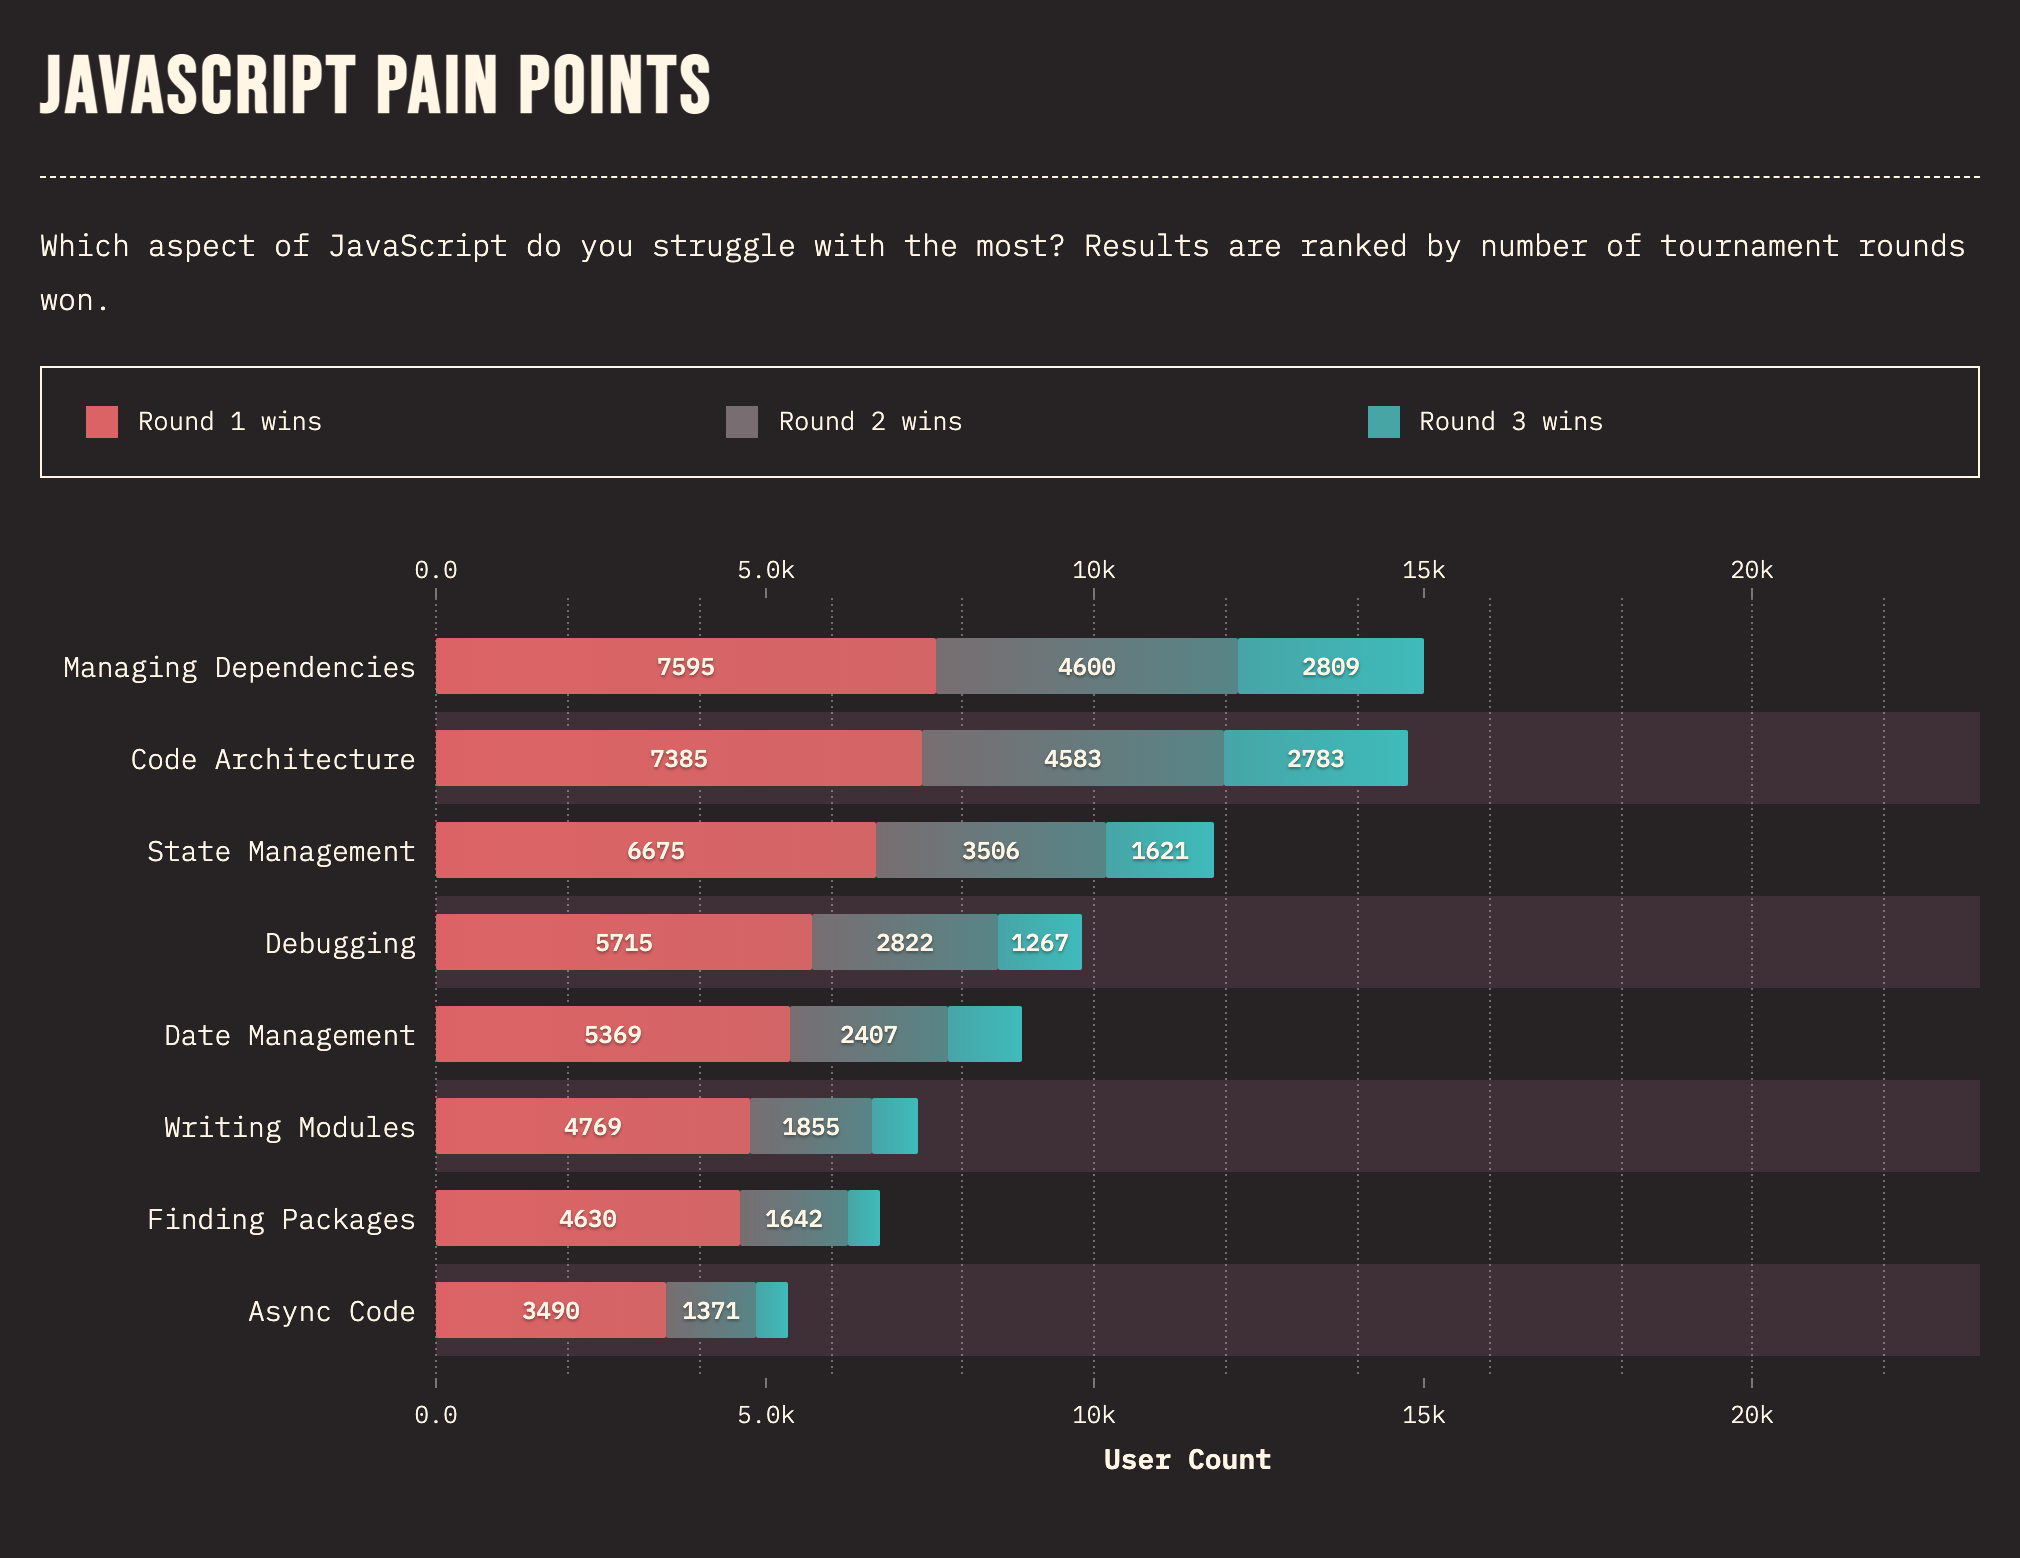 JAVASCRIPT PAIN POINTS
Which aspect of JavaScript do you struggle with the most? Results are ranked by number of tournament rounds
won.
Round 1 wins Round 2 wins Round 3 wins
0.0 5.0k 10k 15k 20k
Managing Dependencies 7595 4600 2809
Code Architecture 7385 4583 2783
State Management 6675 3506 1621
Debugging 5715 2822 1267
Date Management 5369 2407
Writing Modules 4769 1855
Finding Packages 4630 1642
Async Code 3490 1371
0.0 5.0k 10k 15k 20k
User Count